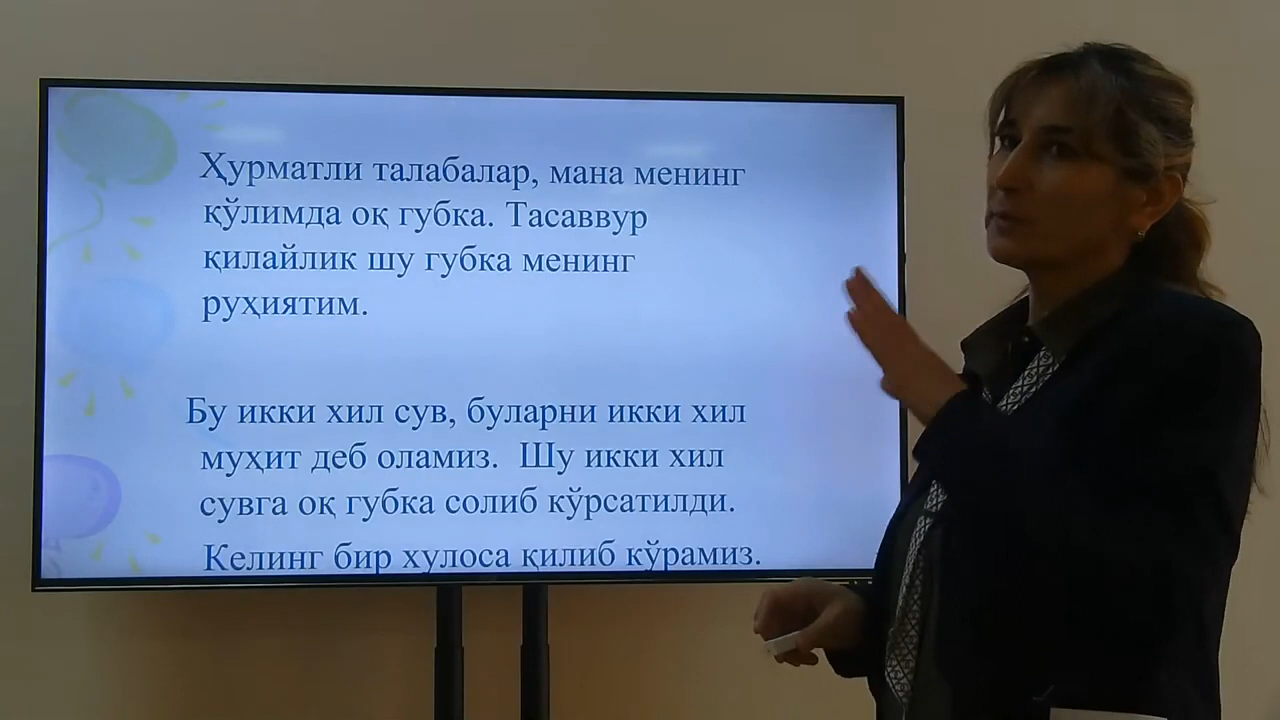 Ҳурматли талабалар, мана менинг
қўлимда оқ губка. Тасаввур
қилайлик шу губка менинг
руҳиятим.
Бу икки хил сув, буларни икки хил
муҳит деб оламиз. Шу икки хил
сувга оқ губка солиб кўрсатилди.
Келинг бир хулоса қилиб кўрамиз.